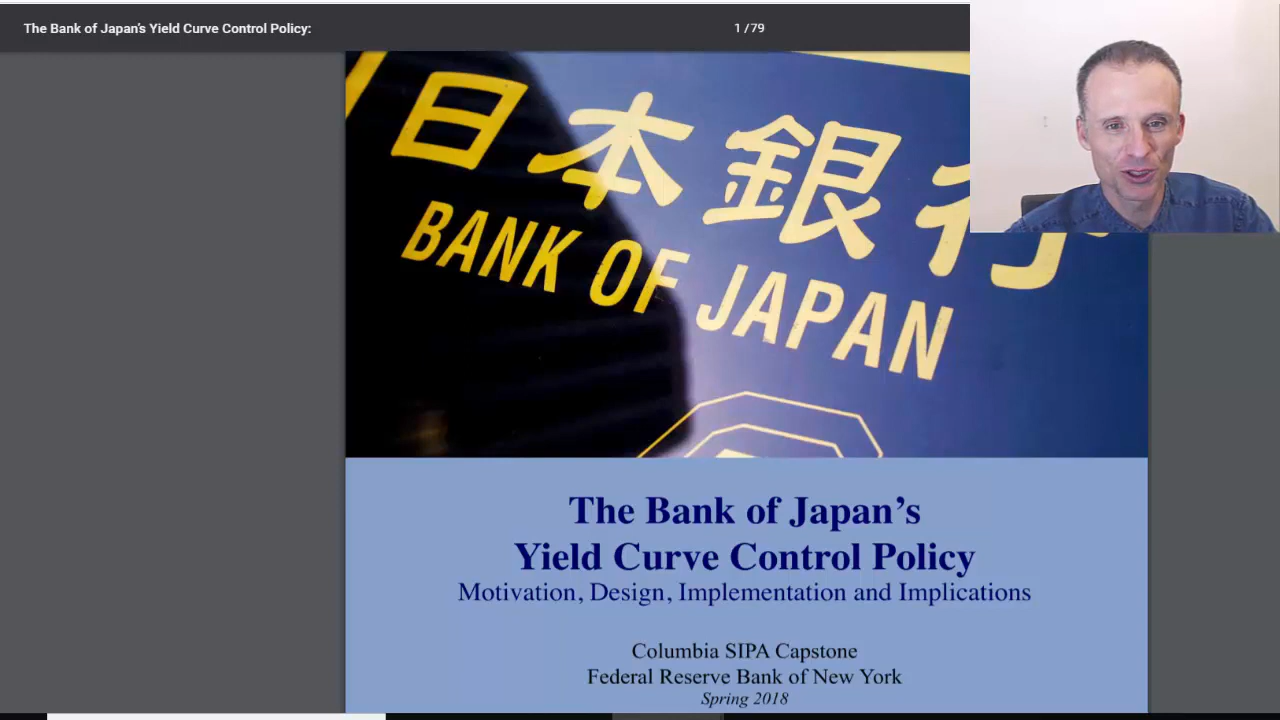 The Bank of Japan's Yield Curve Control Policy:
1 / 79
日本銀行
BANK OF JAPAN
The Bank of Japan’s
Yield Curve Control Policy
Motivation, Design, Implementation and Implications
Columbia SIPA Capstone
Federal Reserve Bank of New York
Spring 2018